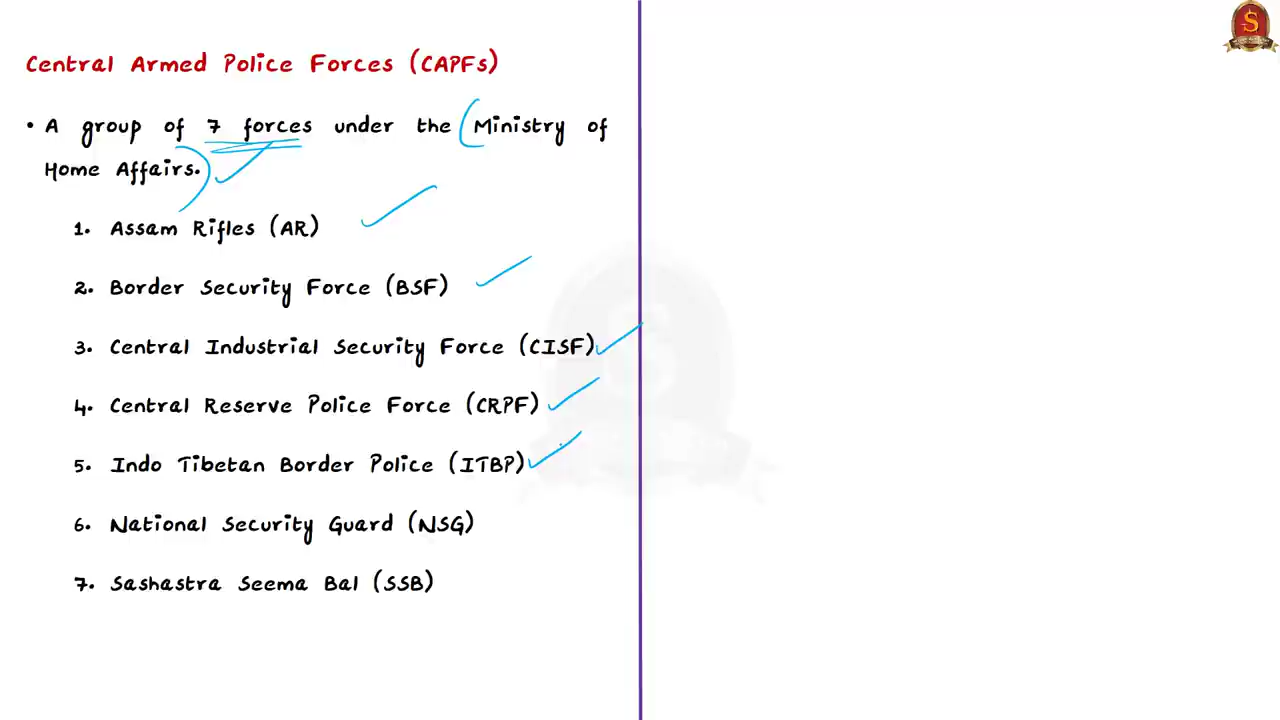 Central Armed Police Forces (CAPFs)
• A group of 7 forces under the Ministry of
Home Affairs.
1. Assam Rifles (AR)
2. Border Security Force (BSF)
3. Central Industrial Security Force (CISF)
4. Central Reserve Police Force (CRPF)
5. Indo Tibetan Border Police (ITBP)
6. National Security Guard (NSG)
7. Sashastra Seema Bal (SSB)
S